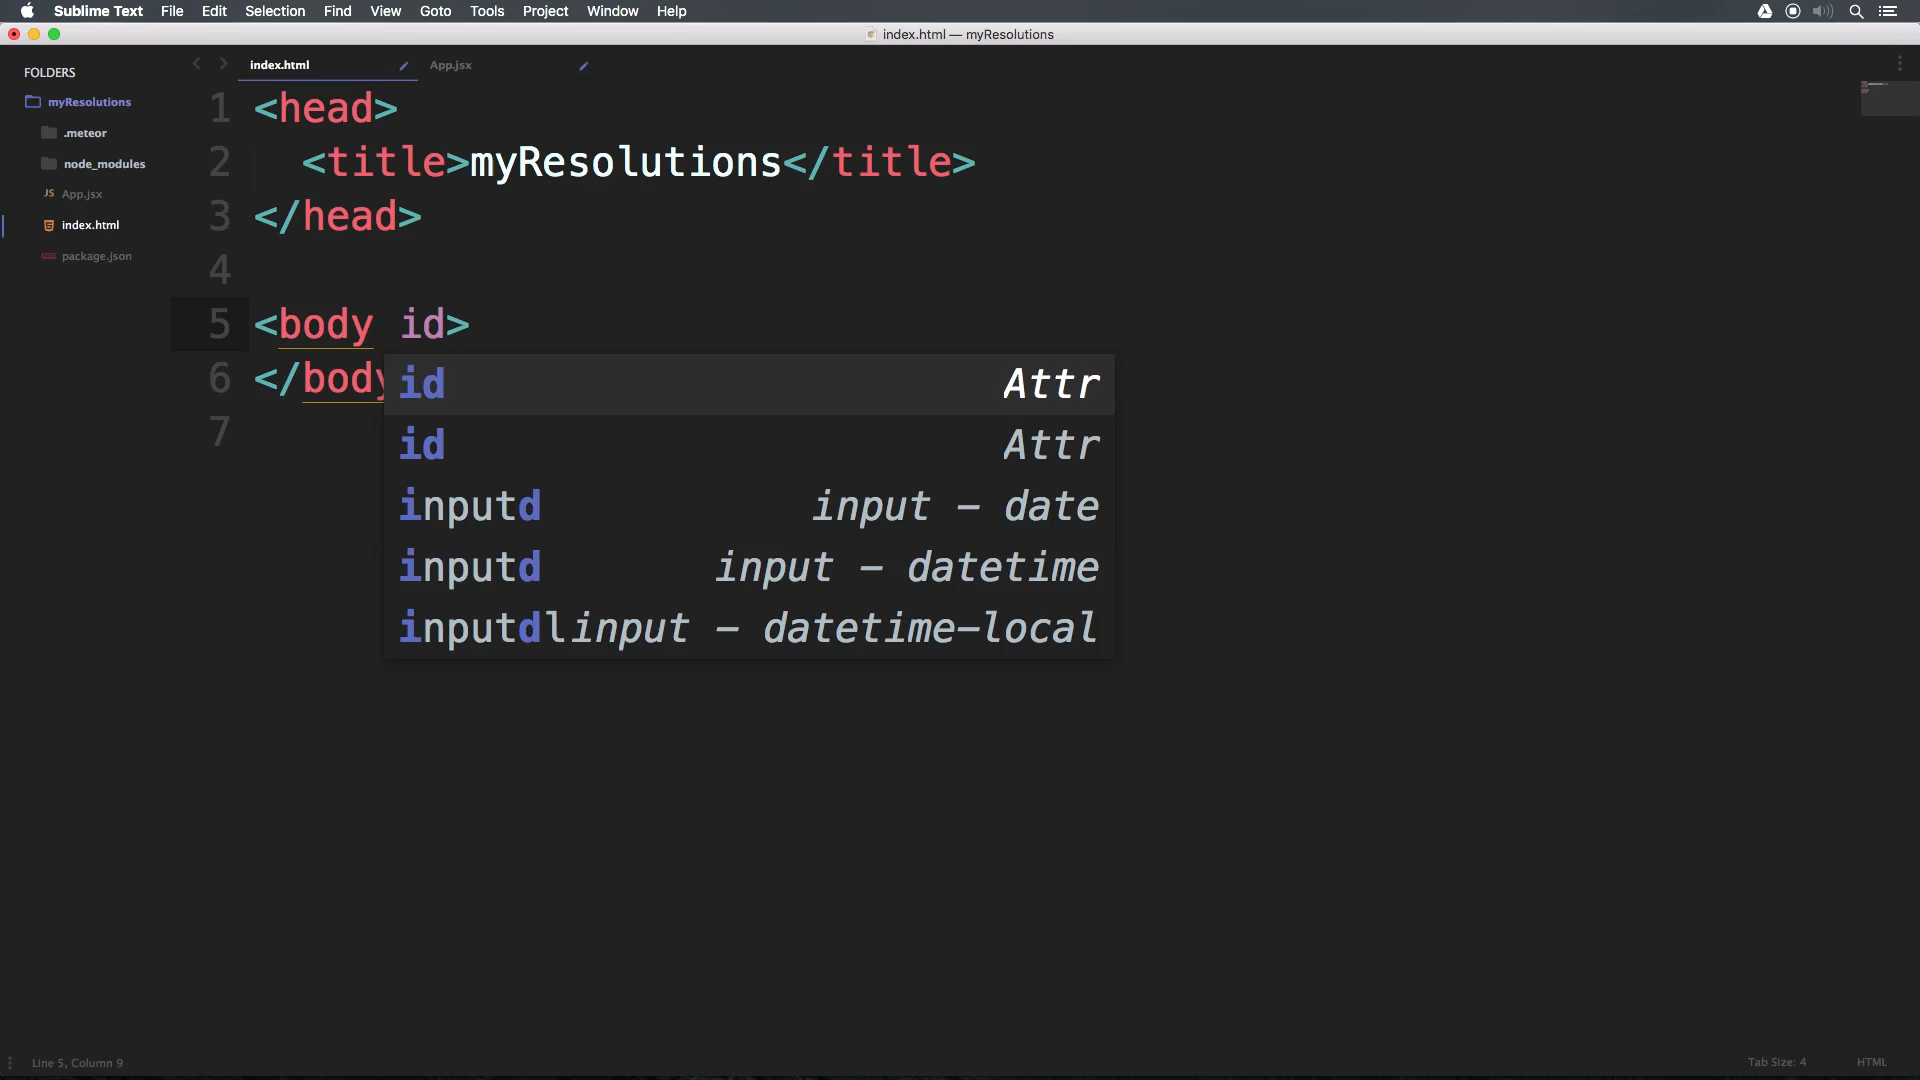 Sublime Text File Edit Selection Find View Goto Tools Project Window Help
index.html — myResolutions
FOLDERS
myResolutions
.meteor
node_modules
JS App.jsx
index.html
package.json
index.html App.jsx
1 <head>
2 <title>myResolutions</title>
3 </head>
4
5 <body id>
6 </body
7
id Attr
id Attr
inputd input – date
inputd input – datetime
inputdl input – datetime-local
Line 5, Column 9 Tab Size: 4 HTML